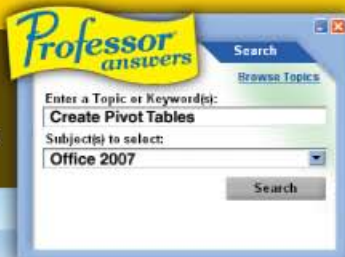 Professor
answers
Search
Browse Topics
Enter a Topic or Keyword(s):
Create Pivot Tables
Subject(s) to select:
Office 2007
Search